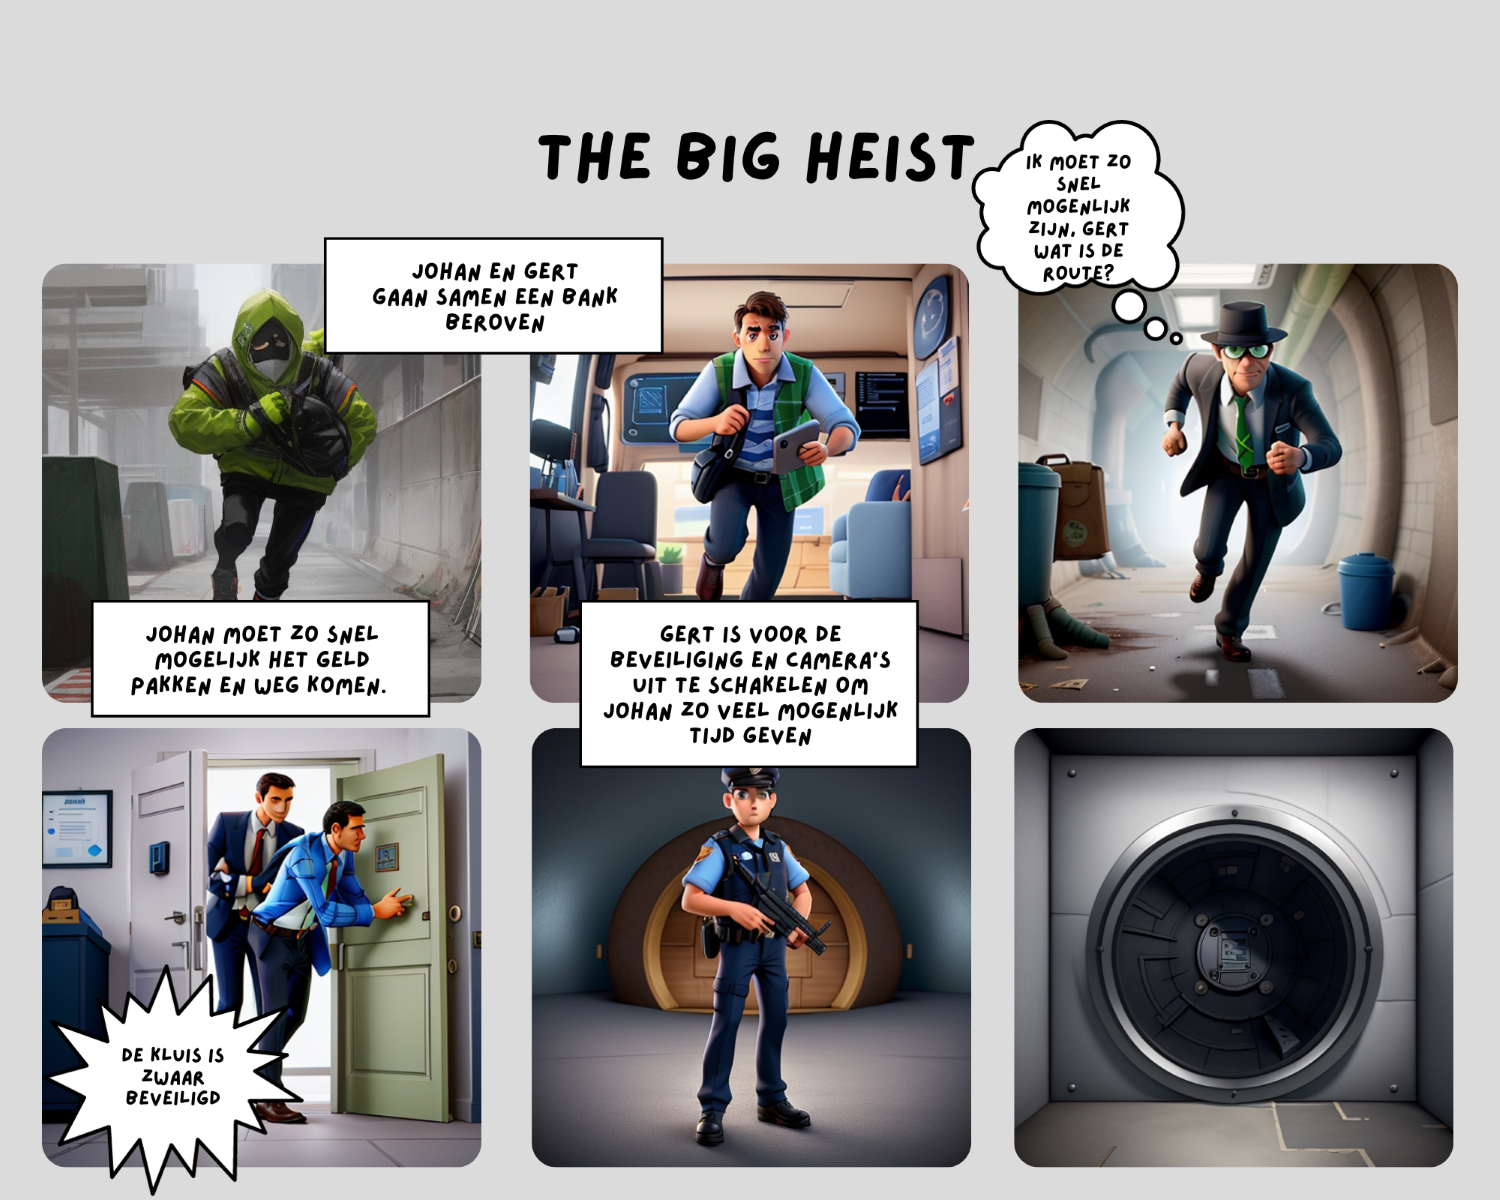 THE BIG HEIST
IK MOET ZO
SNEL
MOGENLIJK
ZIJN, GERT
WAT IS DE
ROUTE?
JOHAN EN GERT
GAAN SAMEN EEN BANK
BEROVEN
JOHAN MOET ZO SNEL
MOGELIJK HET GELD
PAKKEN EN WEG KOMEN.
GERT IS VOOR DE
BEVEILIGING EN CAMERA'S
UIT TE SCHAKELEN OM
JOHAN ZO VEEL MOGENLIJK
TIJD GEVEN
DE KLUIS IS
ZWAAR
BEVEILIGD